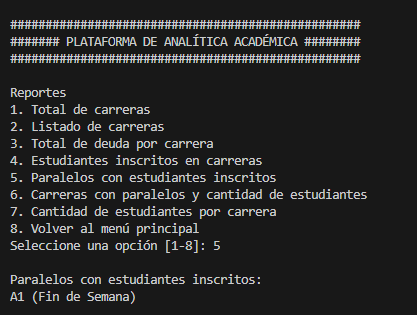 ##################################################
####### PLATAFORMA DE ANALÍTICA ACADÉMICA ########
##################################################
Reportes
1. Total de carreras
2. Listado de carreras
3. Total de deuda por carrera
4. Estudiantes inscritos en carreras
5. Paralelos con estudiantes inscritos
6. Carreras con paralelos y cantidad de estudiantes
7. Cantidad de estudiantes por carrera
8. Volver al menú principal
Seleccione una opción [1-8]: 5
Paralelos con estudiantes inscritos:
A1 (Fin de Semana)